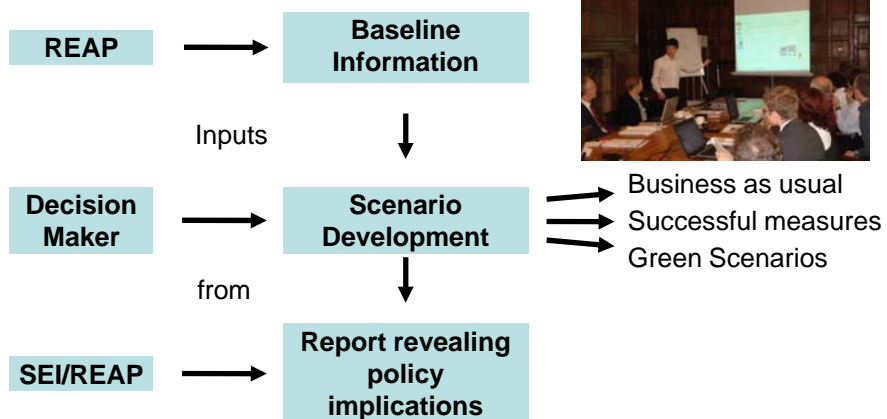 REAP
Baseline
Information
Inputs
Decision
Maker
Scenario
Development
Business as usual
Successful measures
Green Scenarios
from
SEI/REAP
Report revealing
policy
implications